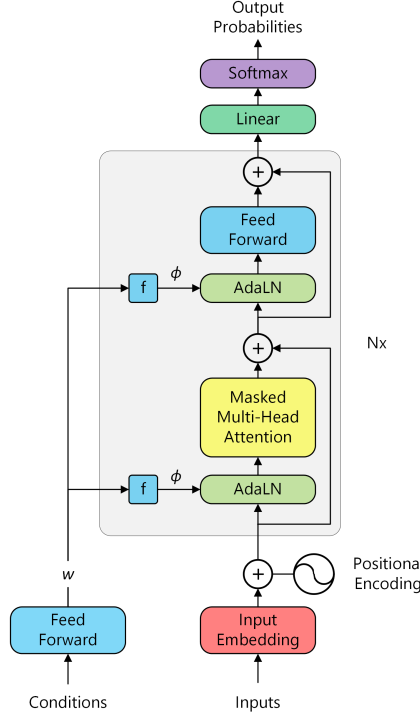 Output
Probabilities
Softmax
Linear
+
Feed
Forward
f
ϕ
AdaLN
+
Nx
Masked
Multi-Head
Attention
f
ϕ
AdaLN
w
+
Positiona
Encoding
Feed
Forward
Input
Embedding
Conditions
Inputs